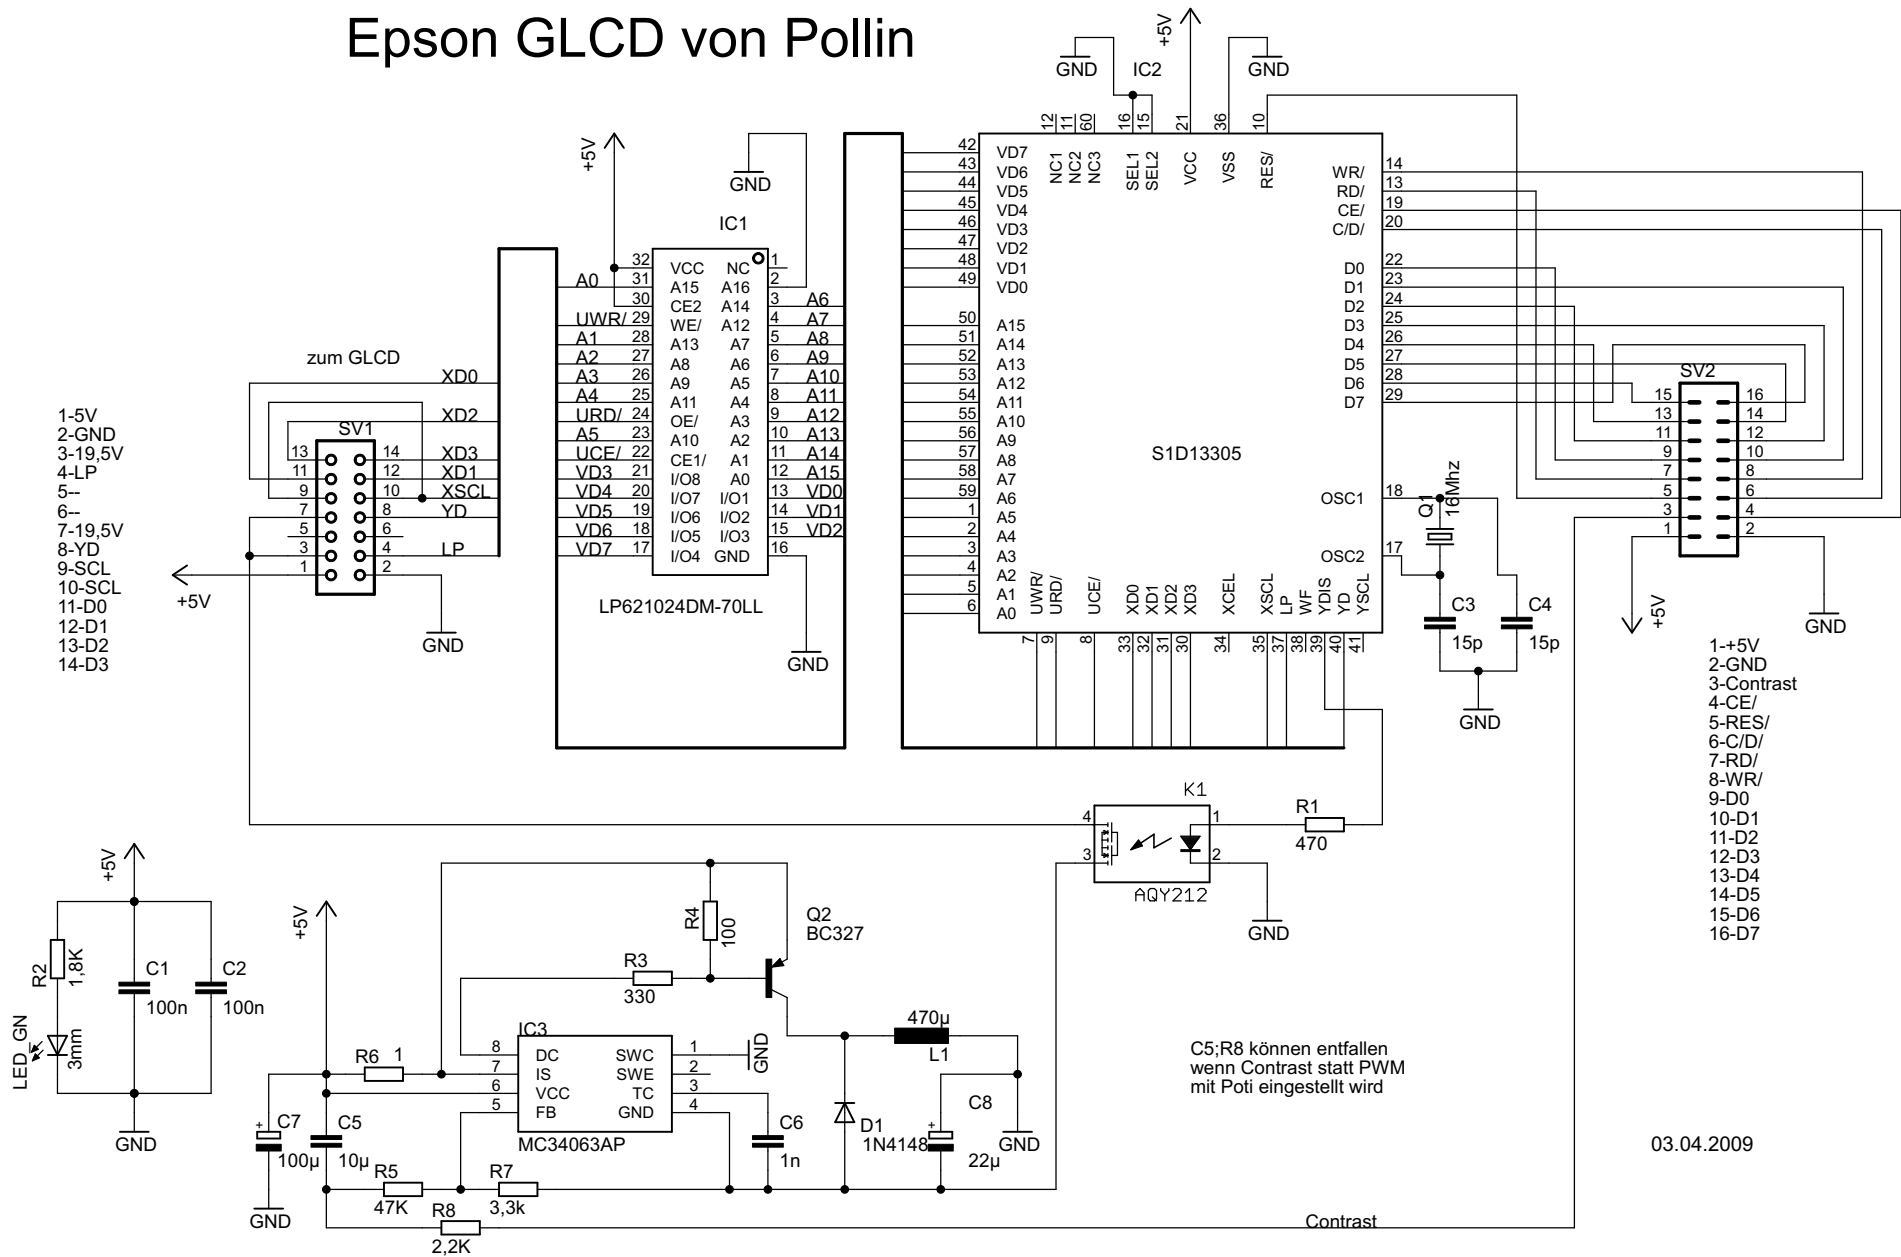 Epson GLCD von Pollin
zum GLCD
SV1
13
11
9
7
5
3
1
14
12
10
8
6
4
2
XD0
XD2
XD3
XD1
XSCL
YD
LP
+5V
GND
1-5V
2-GND
3-19,5V
4-LP
5--
6--
7-19,5V
8-YD
9-SCL
10-SCL
11-D0
12-D1
13-D2
14-D3
+5V
GND
IC1
A0
UWR/
A1
A2
A3
A4
URD/
A5
UCE/
VD3
VD4
VD5
VD6
VD7
32 VCC
31 A15
30 CE2
29 WE/
28 A13
27 A8
26 A9
25 A11
24 OE/
23 A10
22 CE1/
21 I/O8
20 I/O7
19 I/O6
18 I/O5
17 I/O4
NC 1
A16 2
A14 3 A6
A12 4 A7
A7 5 A8
A6 6 A9
A5 7 A10
A4 8 A11
A3 9 A12
A2 10 A13
A1 11 A14
A0 12 A15
I/O1 13 VD0
I/O2 14 VD1
I/O3 15 VD2
GND 16
LP621024DM-70LL
GND
GND
IC2
+5V
GND
12 NC1
11 NC2
60 NC3
16 SEL1
15 SEL2
21 VCC
36 VSS
10 RES/
42 VD7
43 VD6
44 VD5
45 VD4
46 VD3
47 VD2
48 VD1
49 VD0
50 A15
51 A14
52 A13
53 A12
54 A11
55 A10
56 A9
57 A8
58 A7
59 A6
1 A5
2 A4
3 A3
4 A2
5 A1
6 A0
S1D13305
WR/ 14
RD/ 13
CE/ 19
C/D/ 20
D0 22
D1 23
D2 24
D3 25
D4 26
D5 27
D6 28
D7 29
OSC1 18
OSC2 17
UWR/ 7
URD/ 9
UCE/ 8
XD0 33
XD1 32
XD2 31
XD3 30
XCEL 34
XSCL 35
LP 37
WF 38
YDIS 39
YD 40
YSCL 41
Q1
16Mhz
C3
15p
C4
15p
GND
SV2
15
13
11
9
7
5
3
1
16
14
12
10
8
6
4
2
+5V
GND
1-+5V
2-GND
3-Contrast
4-CE/
5-RES/
6-C/D/
7-RD/
8-WR/
9-D0
10-D1
11-D2
12-D3
13-D4
14-D5
15-D6
16-D7
K1
4
3
1
2
AQY212
R1
470
GND
+5V
R2
1,8K
LED_GN
3mm
C1
100n
C2
100n
GND
+5V
R6 1
R3
330
R4
100
Q2
BC327
IC3
8 DC
7 IS
6 VCC
5 FB
SWC 1
SWE 2
TC 3
GND 4
MC34063AP
GND
C7
+
100µ
GND
C5
10µ
R5
47K
R7
3,3k
R8
2,2K
C6
1n
D1
1N4148
470µ
L1
C8
+
22µ
GND
Contrast
C5;R8 können entfallen
wenn Contrast statt PWM
mit Poti eingestellt wird
03.04.2009